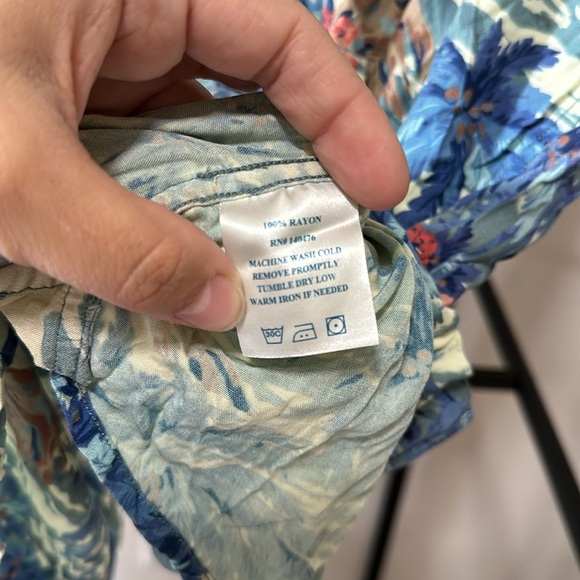 100% RAYON
RN# 140476
MACHINE WASH COLD
REMOVE PROMPTLY
TUMBLE DRY LOW
WARM IRON IF NEEDED
30C